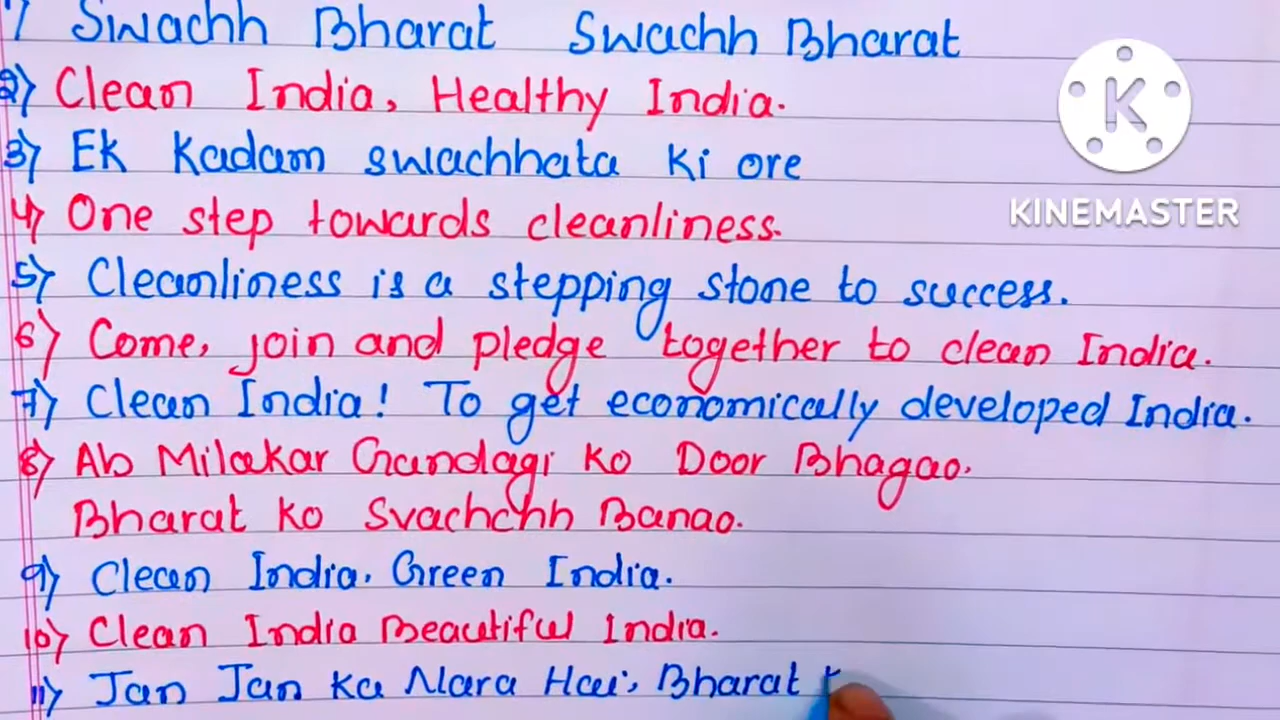 1) Swachh Bharat Swachh Bharat
2) Clean India, Healthy India.
3) Ek Kadam swachhata ki ore
4) One step towards cleanliness.
5) Cleanliness is a stepping stone to success.
6) Come, join and pledge together to clean India.
7) Clean India! To get economically developed India.
8) Ab Milakar Gandagi ko Door Bhagao.
Bharat ko Svachchh Banao.
9) Clean India. Green India.
10) Clean India Beautiful India.
11) Jan Jan ka Nara Hai, Bharat
KINEMASTER